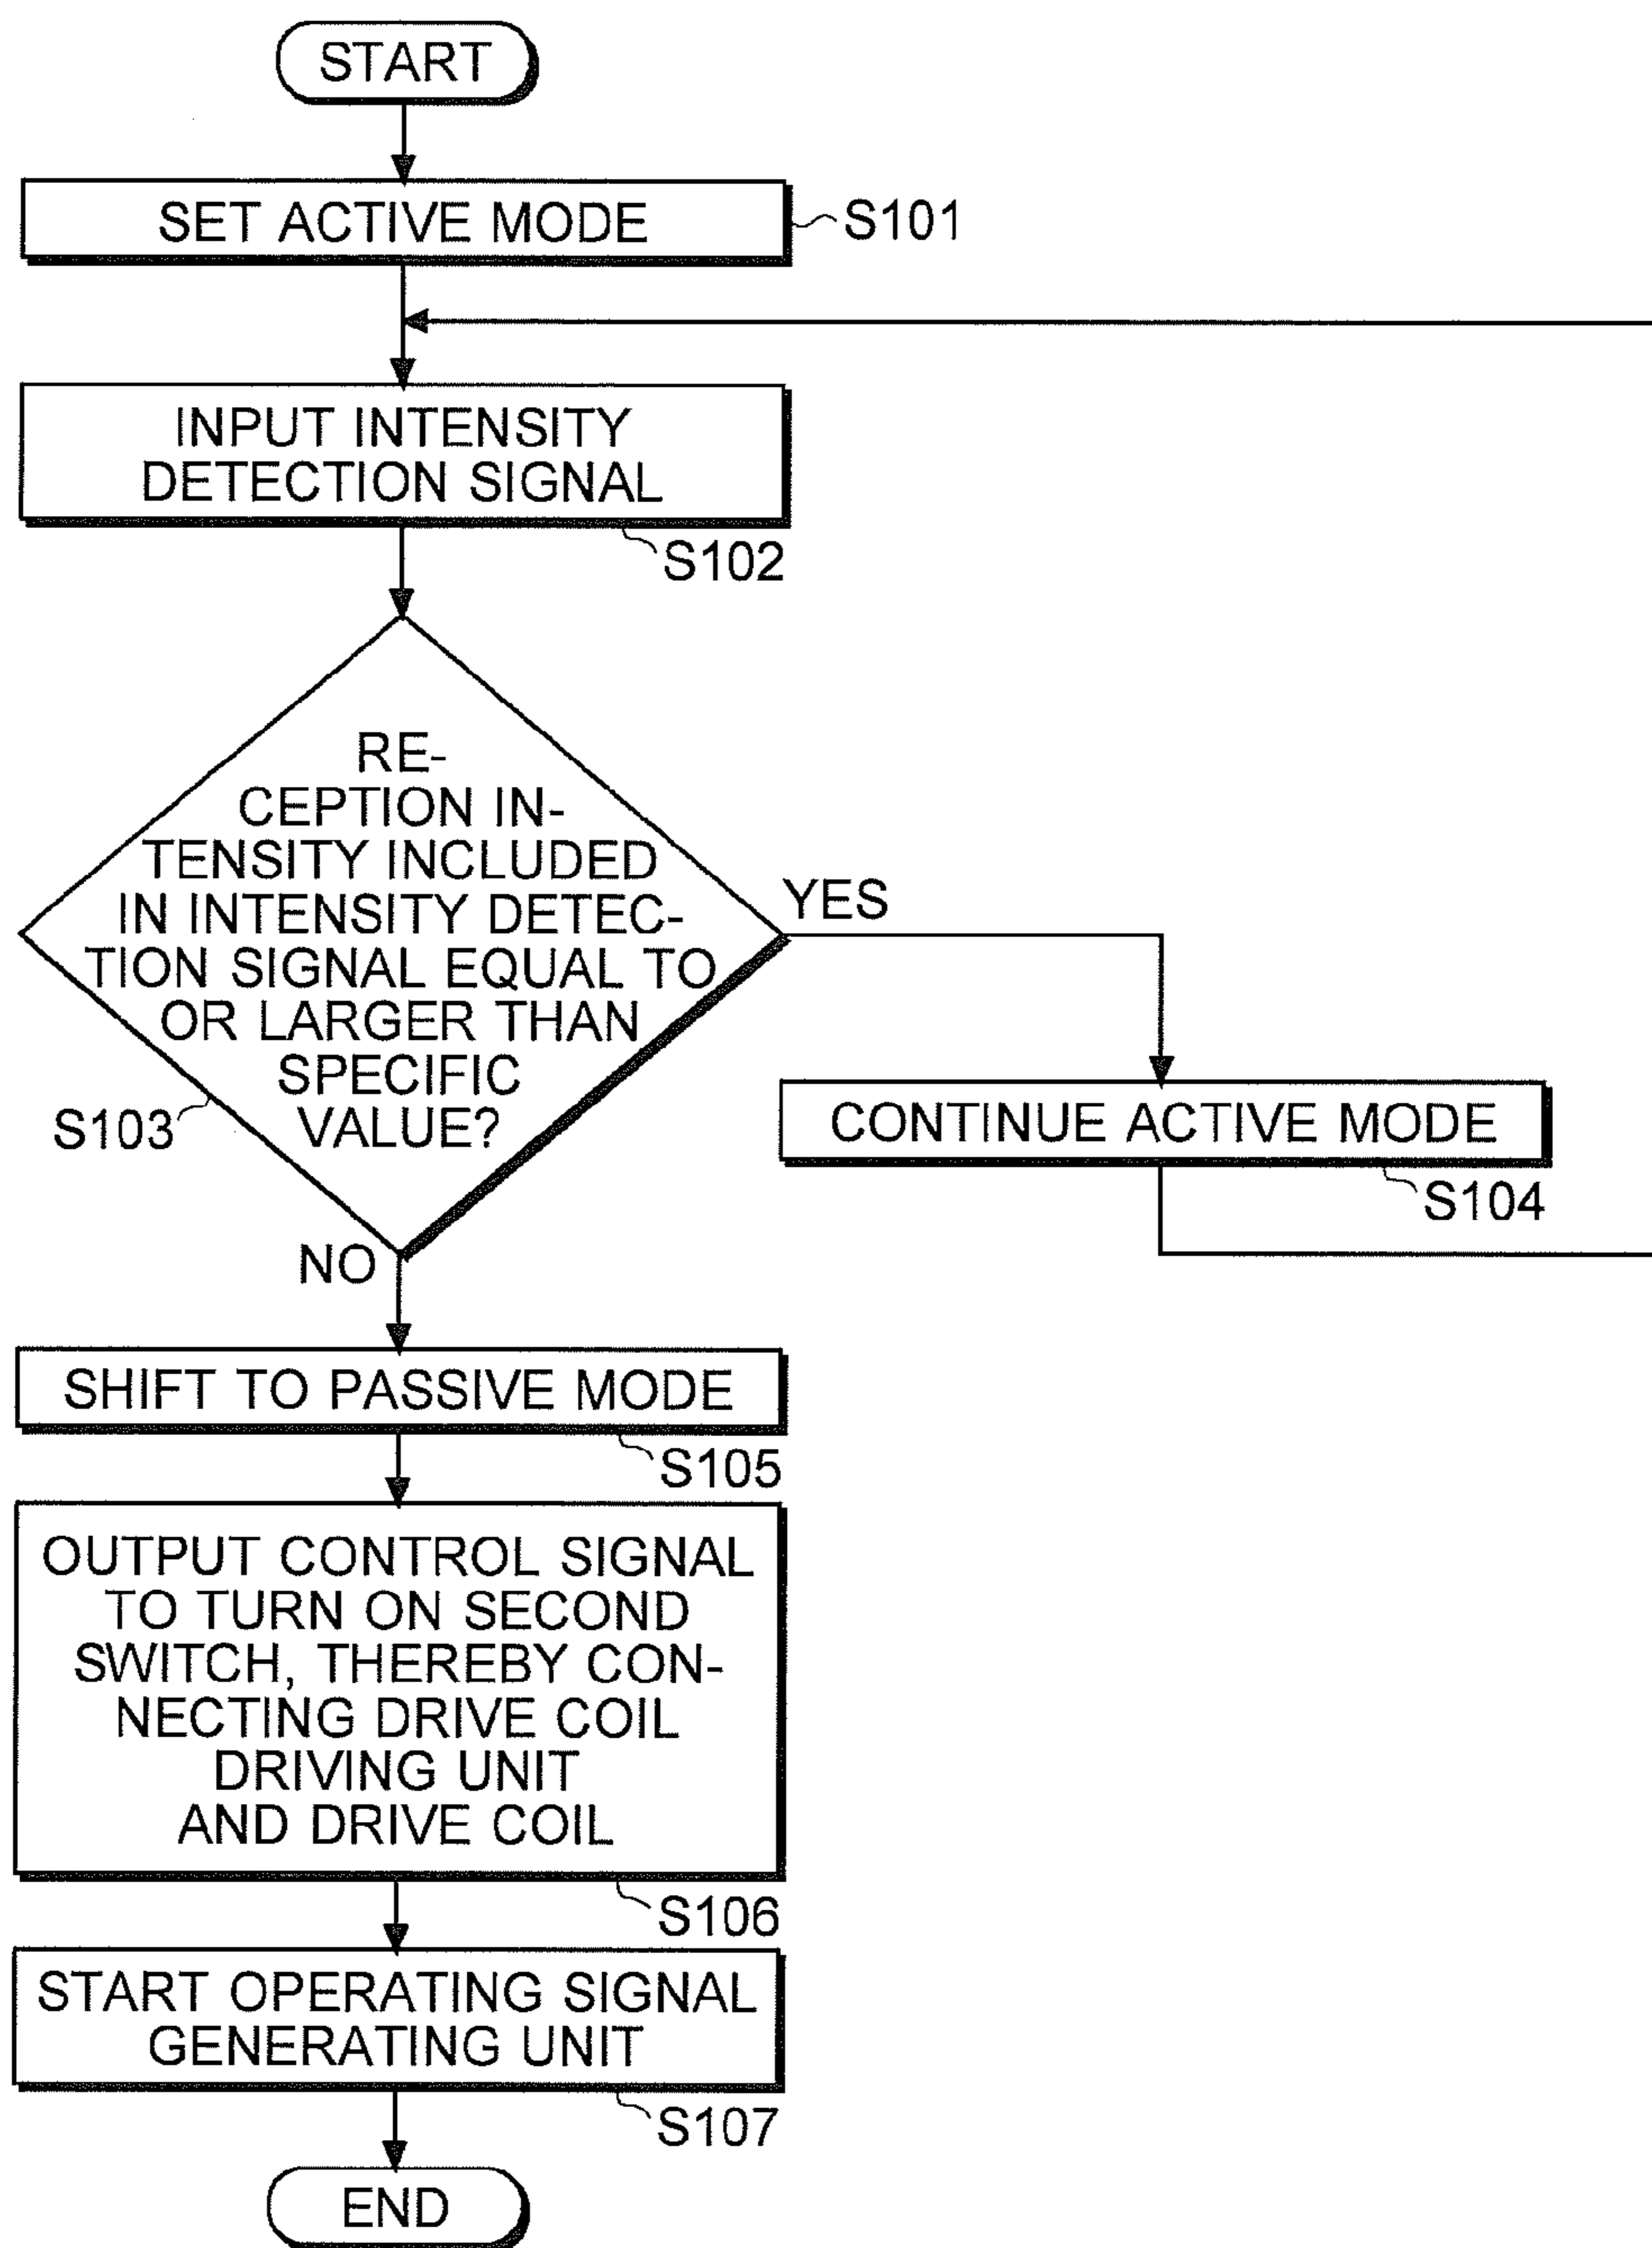 START
SET ACTIVE MODE
S101
INPUT INTENSITY
DETECTION SIGNAL
S102
RE-
CEPTION IN-
TENSITY INCLUDED
IN INTENSITY DETEC-
TION SIGNAL EQUAL TO
OR LARGER THAN
SPECIFIC
VALUE?
S103
YES
CONTINUE ACTIVE MODE
S104
NO
SHIFT TO PASSIVE MODE
S105
OUTPUT CONTROL SIGNAL
TO TURN ON SECOND
SWITCH, THEREBY CON-
NECTING DRIVE COIL
DRIVING UNIT
AND DRIVE COIL
S106
START OPERATING SIGNAL
GENERATING UNIT
S107
END